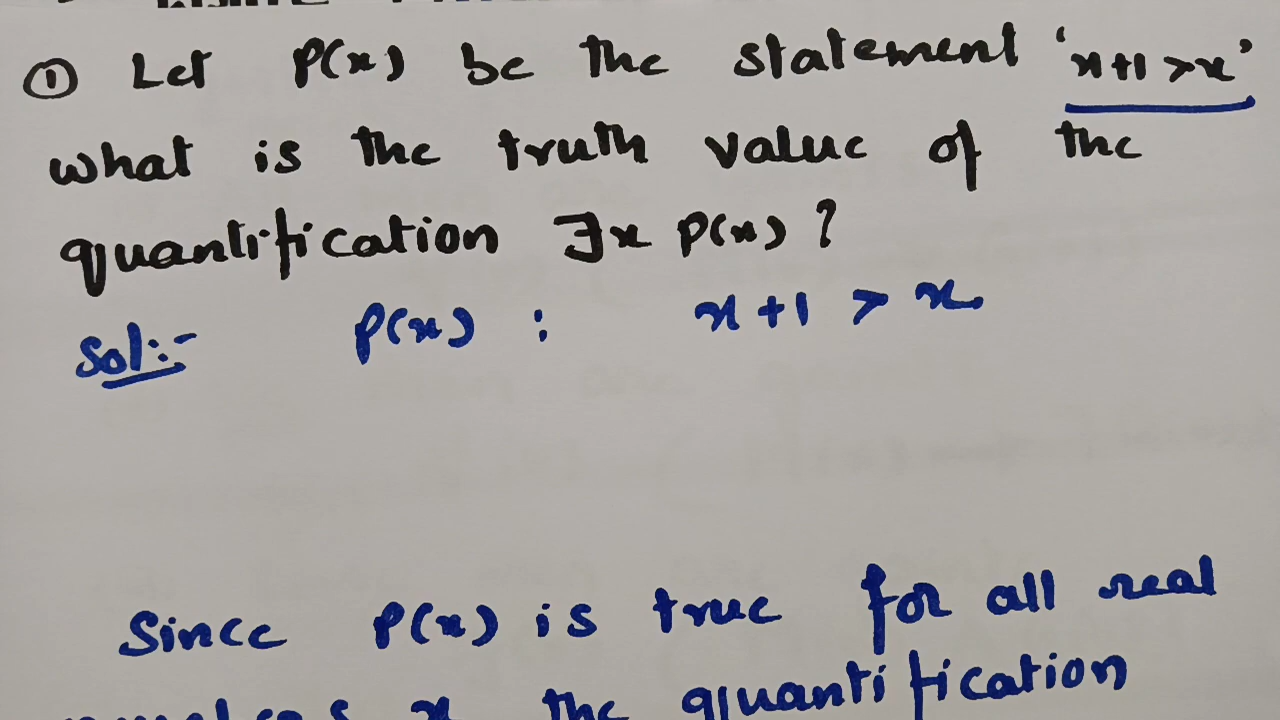 ① Let P(x) be the statement 'x+1>x'
what is the truth value of the
quantification ∃x P(x) ?
Sol:- P(x) : x+1 > x.
Since P(x) is true for all real
x the quantification